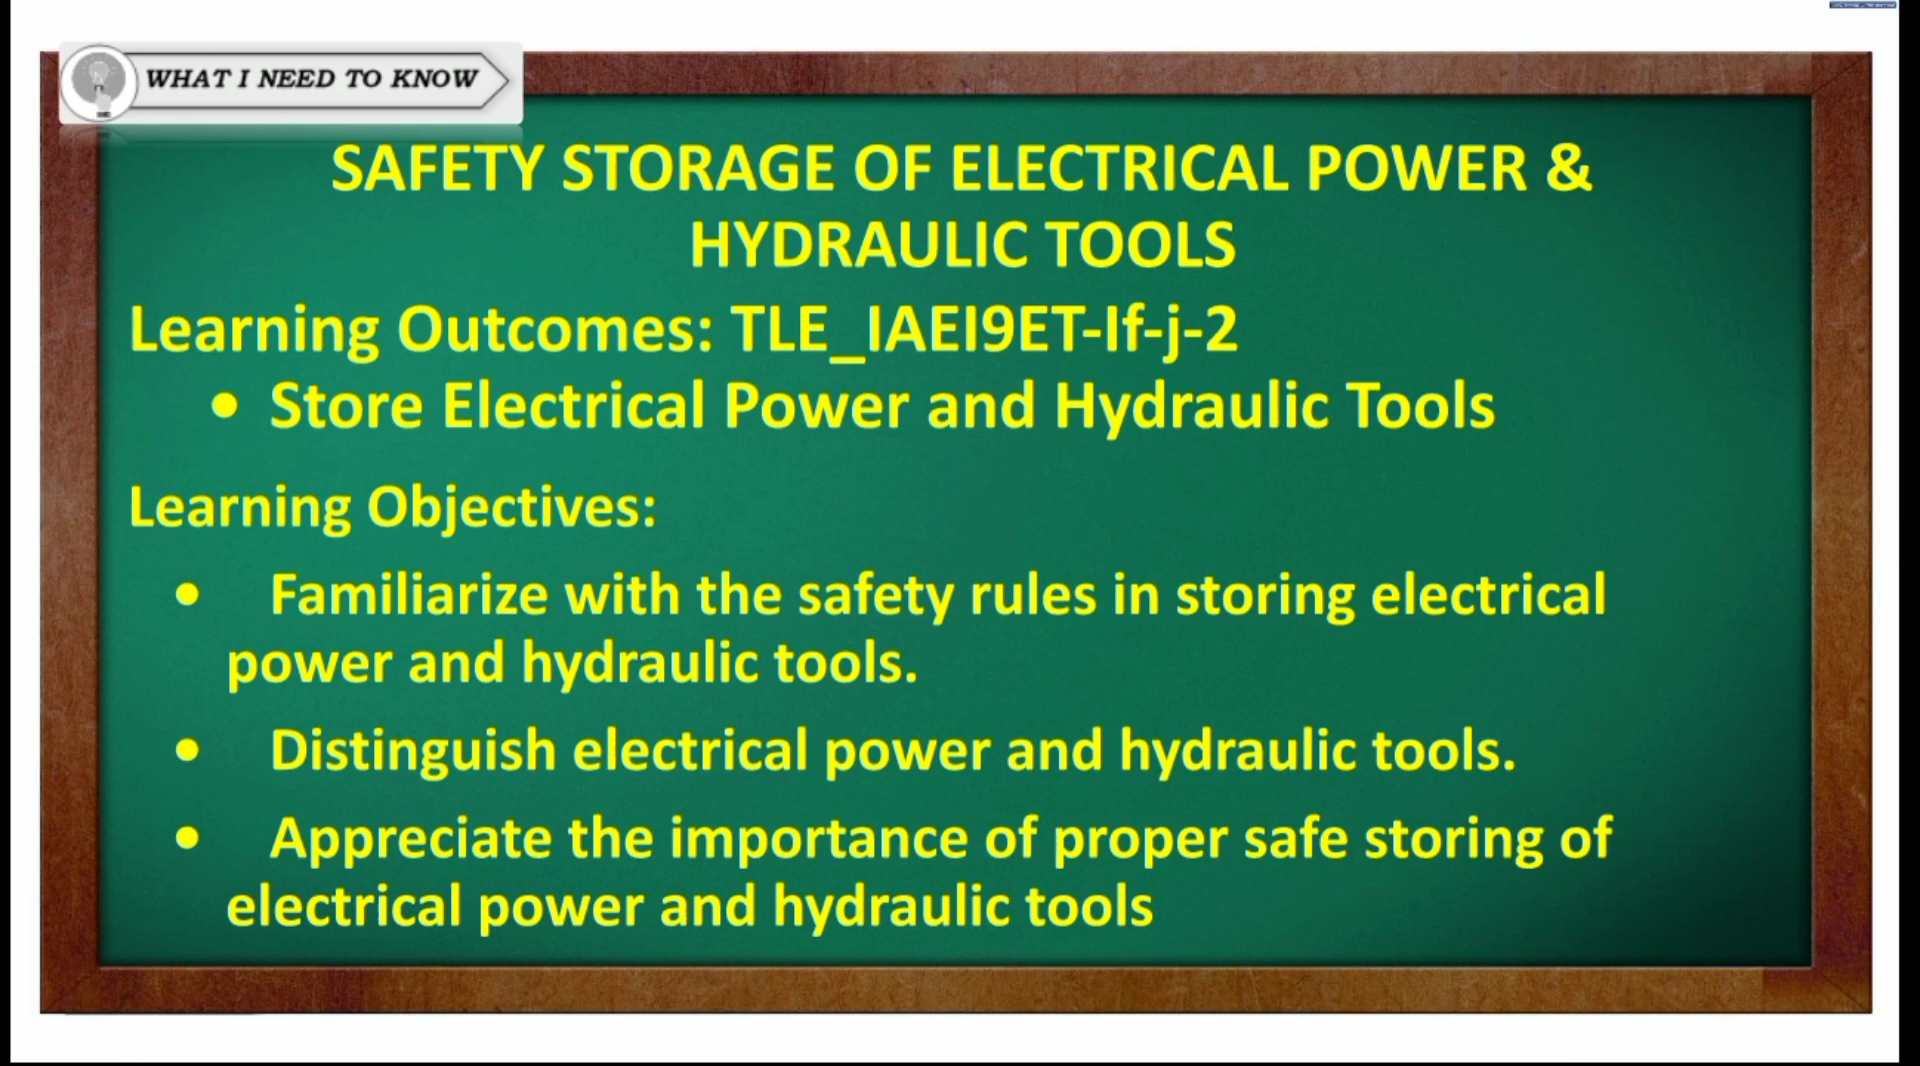 WHAT I NEED TO KNOW
SAFETY STORAGE OF ELECTRICAL POWER &
HYDRAULIC TOOLS
Learning Outcomes: TLE_IAEI9ET-If-j-2
• Store Electrical Power and Hydraulic Tools
Learning Objectives:
• Familiarize with the safety rules in storing electrical
power and hydraulic tools.
• Distinguish electrical power and hydraulic tools.
• Appreciate the importance of proper safe storing of
electrical power and hydraulic tools